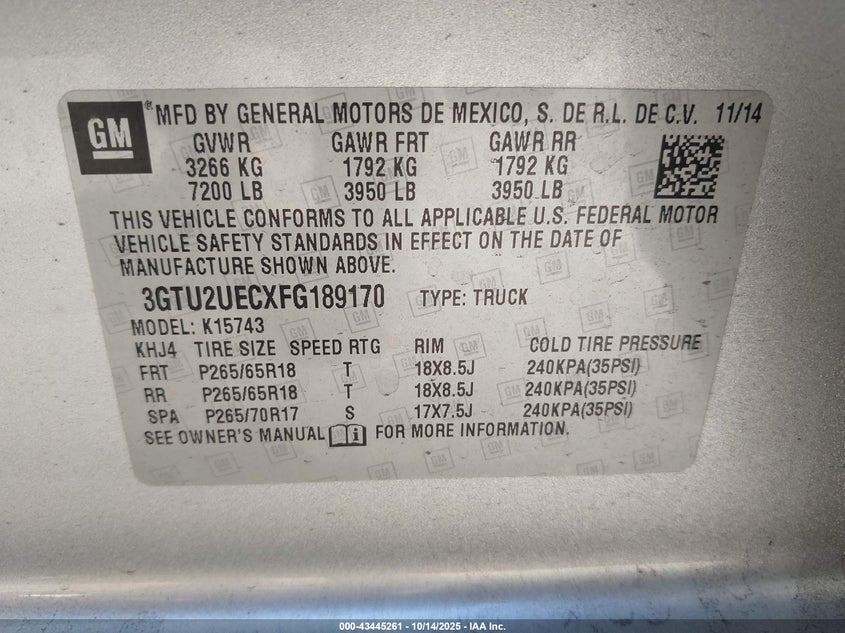 GM ® MFD BY GENERAL MOTORS DE MEXICO, S. DE R.L. DE C.V. 11/14
GVWR GAWR FRT GAWR RR
3266 KG 1792 KG 1792 KG
7200 LB 3950 LB 3950 LB
THIS VEHICLE CONFORMS TO ALL APPLICABLE U.S. FEDERAL MOTOR
VEHICLE SAFETY STANDARDS IN EFFECT ON THE DATE OF
MANUFACTURE SHOWN ABOVE.
3GTU2UECXFG189170 TYPE: TRUCK
MODEL: K15743
KHJ4 TIRE SIZE SPEED RTG RIM COLD TIRE PRESSURE
FRT P265/65R18 T 18X8.5J 240KPA(35PSI)
RR P265/65R18 T 18X8.5J 240KPA(35PSI)
SPA P265/70R17 S 17X7.5J 240KPA(35PSI)
SEE OWNER'S MANUAL i FOR MORE INFORMATION.
000-43445261 - 10/14/2025 - IAA Inc.